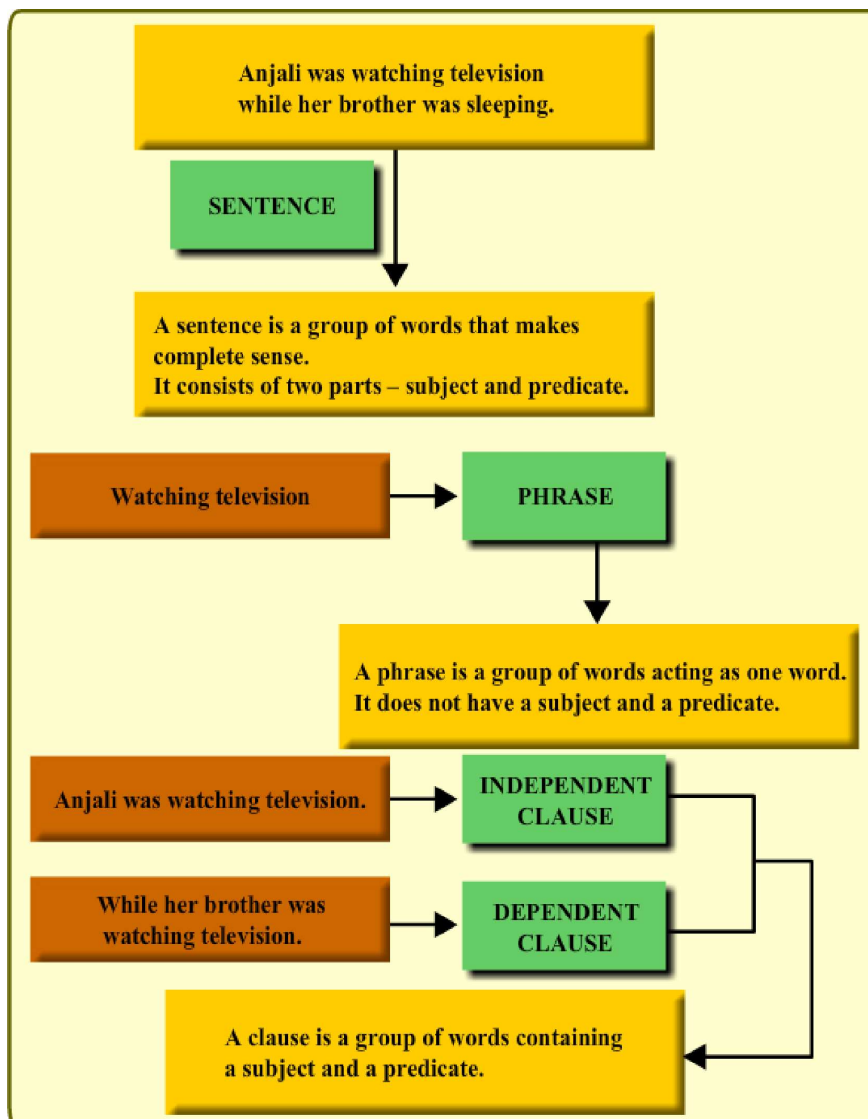 Anjali was watching television
while her brother was sleeping.
SENTENCE
A sentence is a group of words that makes
complete sense.
It consists of two parts – subject and predicate.
Watching television
PHRASE
A phrase is a group of words acting as one word.
It does not have a subject and a predicate.
Anjali was watching television.
INDEPENDENT
CLAUSE
While her brother was
watching television.
DEPENDENT
CLAUSE
A clause is a group of words containing
a subject and a predicate.